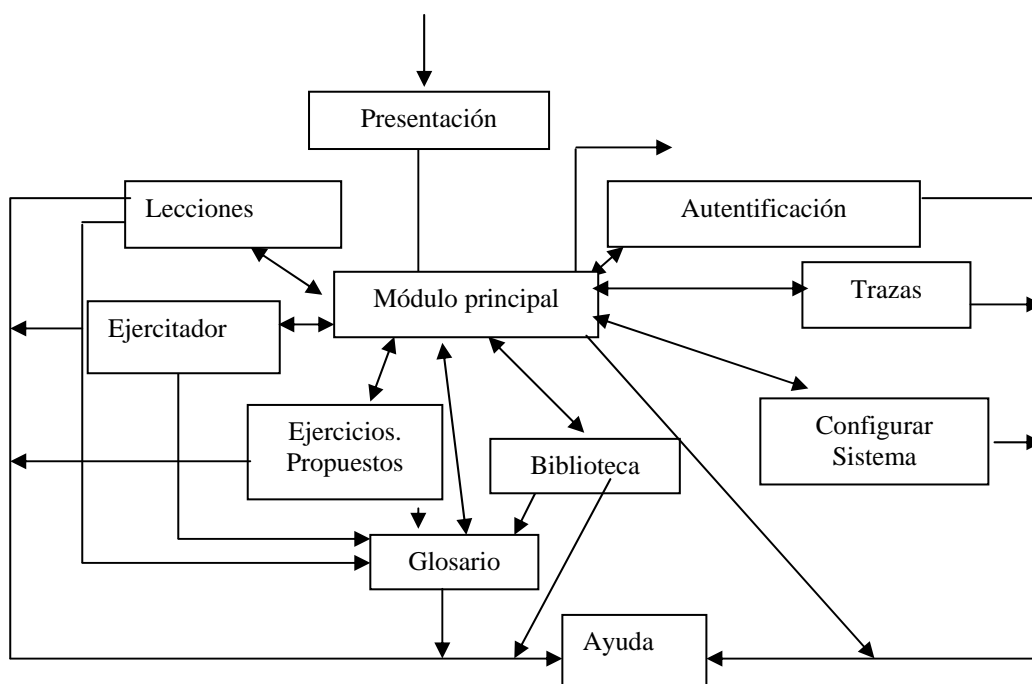 Presentación
Lecciones
Autentificación
Módulo principal
Trazas
Ejercitador
Ejercicios.
Propuestos
Biblioteca
Configurar
Sistema
Glosario
Ayuda